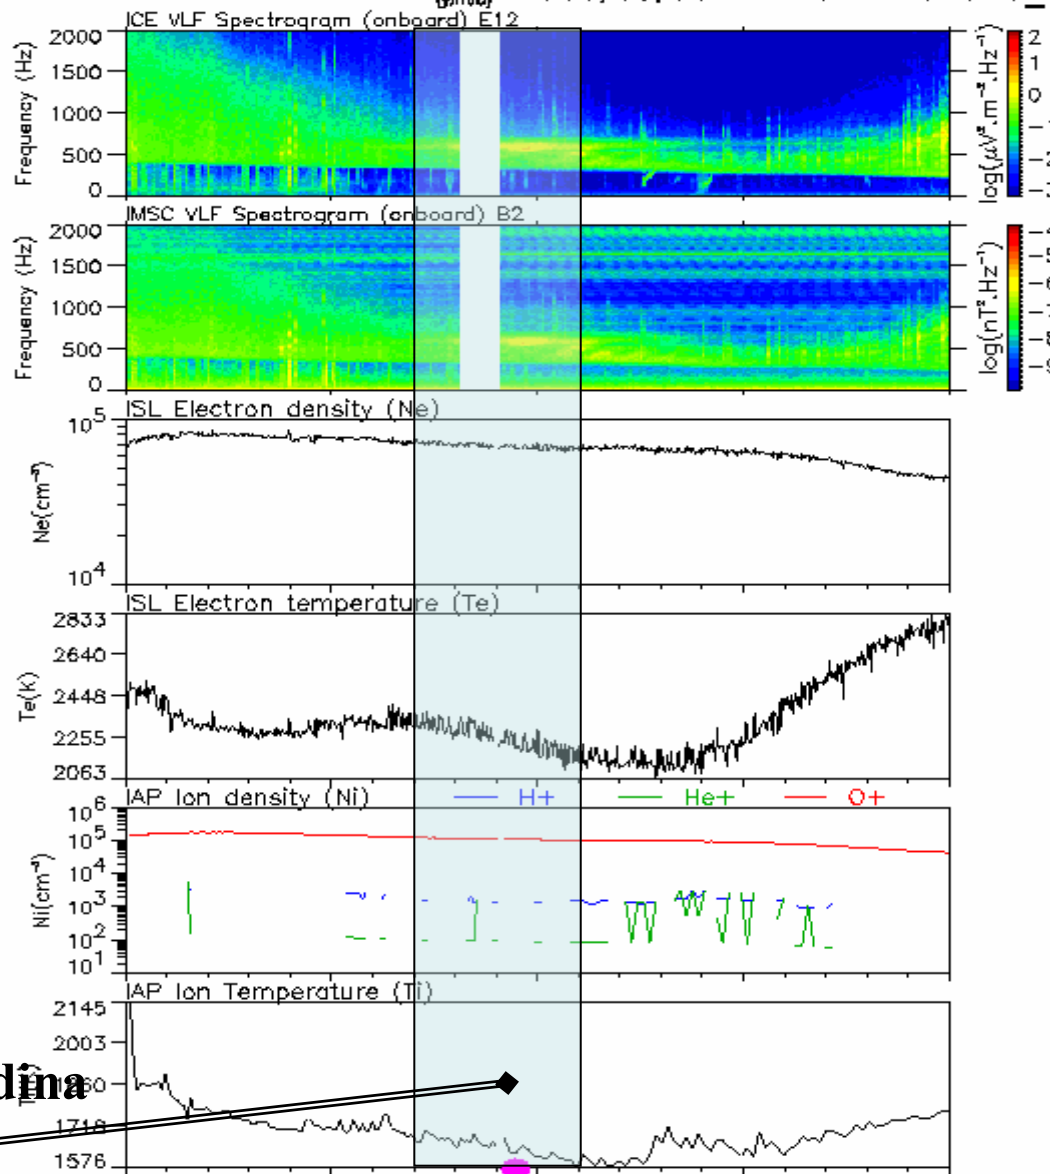 ICE VLF Spectrogram (onboard) E12
2000
1500
1000
500
0
Frequency (Hz)
2
1
0
log(μV².m⁻².Hz⁻¹)
IMSC VLF Spectrogram (onboard) B2
2000
1500
1000
500
0
Frequency (Hz)
log(nT².Hz⁻¹)
ISL Electron density (Ne)
10⁵
10⁴
Ne(cm⁻³)
ISL Electron temperature (Te)
2833
2640
2448
2255
2063
Te(K)
IAP Ion density (Ni)
H+
He+
O+
10⁶
10⁵
10⁴
10³
10²
10¹
Ni(cm⁻³)
IAP Ion Temperature (Ti)
2145
2003
1718
1576
dina